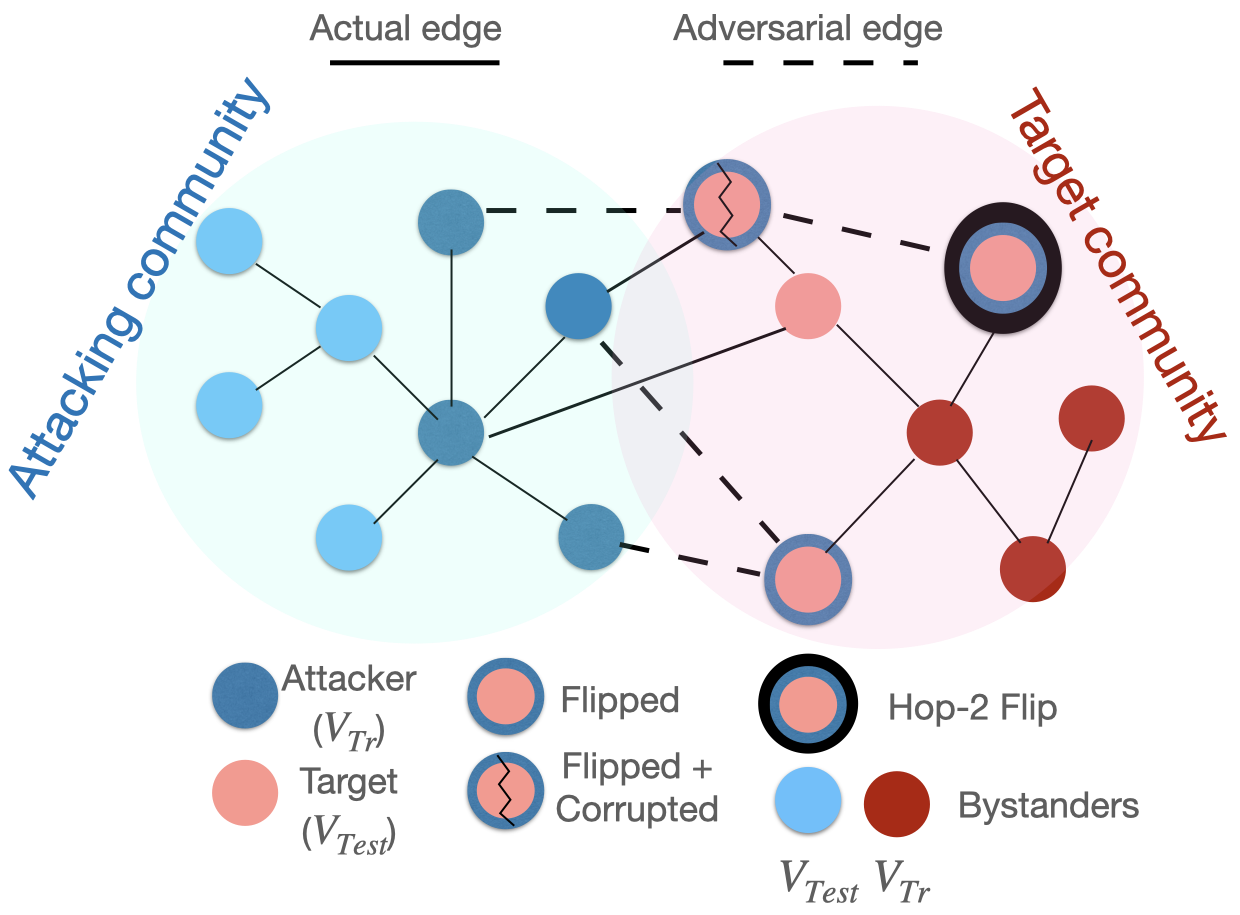 Actual edge
Adversarial edge
Attacking community
Target community
Attacker
(V_{Tr})
Target
(V_{Test})
Flipped
Flipped +
Corrupted
Hop-2 Flip
Bystanders
V_{Test} V_{Tr}